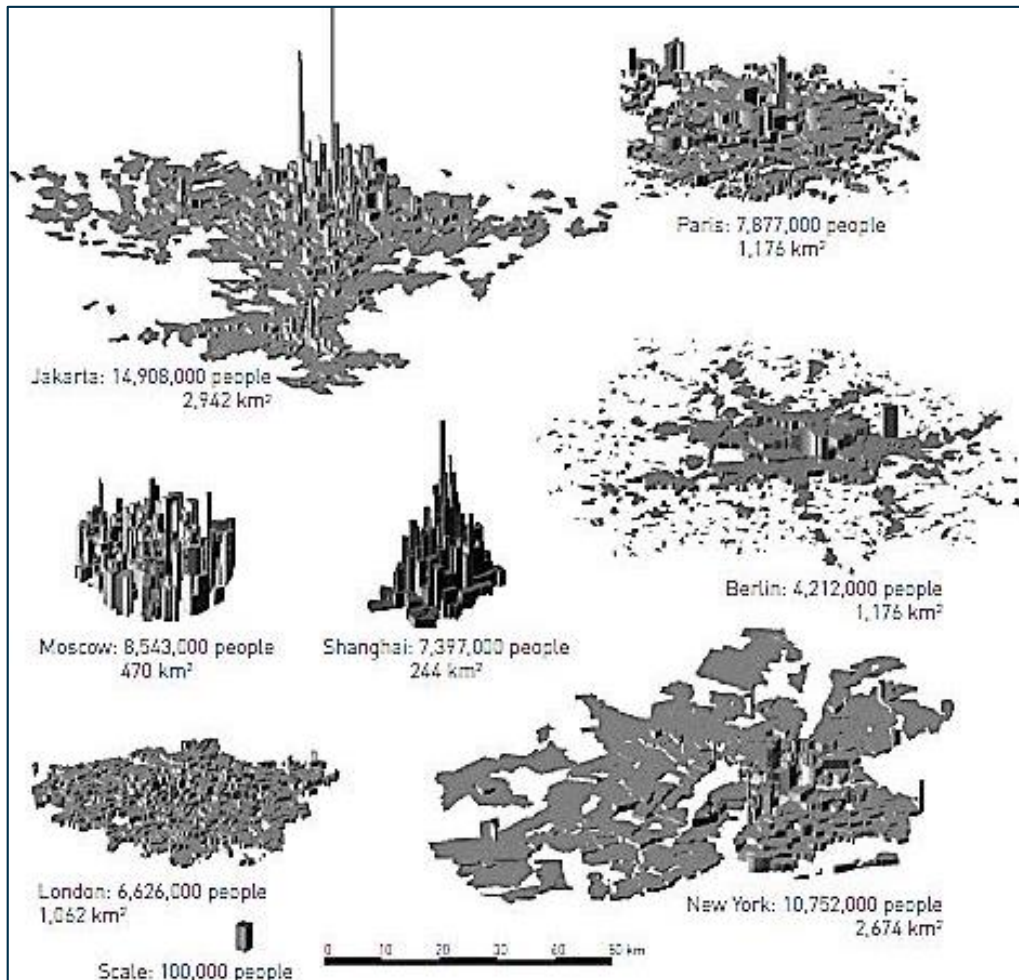 Paris: 7,877,000 people
1,176 km²
Jakarta: 14,908,000 people
2,942 km²
Berlin: 4,212,000 people
1,176 km²
Moscow: 8,543,000 people
470 km²
Shanghai: 7,397,000 people
244 km²
London: 6,626,000 people
1,062 km²
New York: 10,752,000 people
2,674 km²
Scale: 100,000 people
0 10 20 30 40 50 km